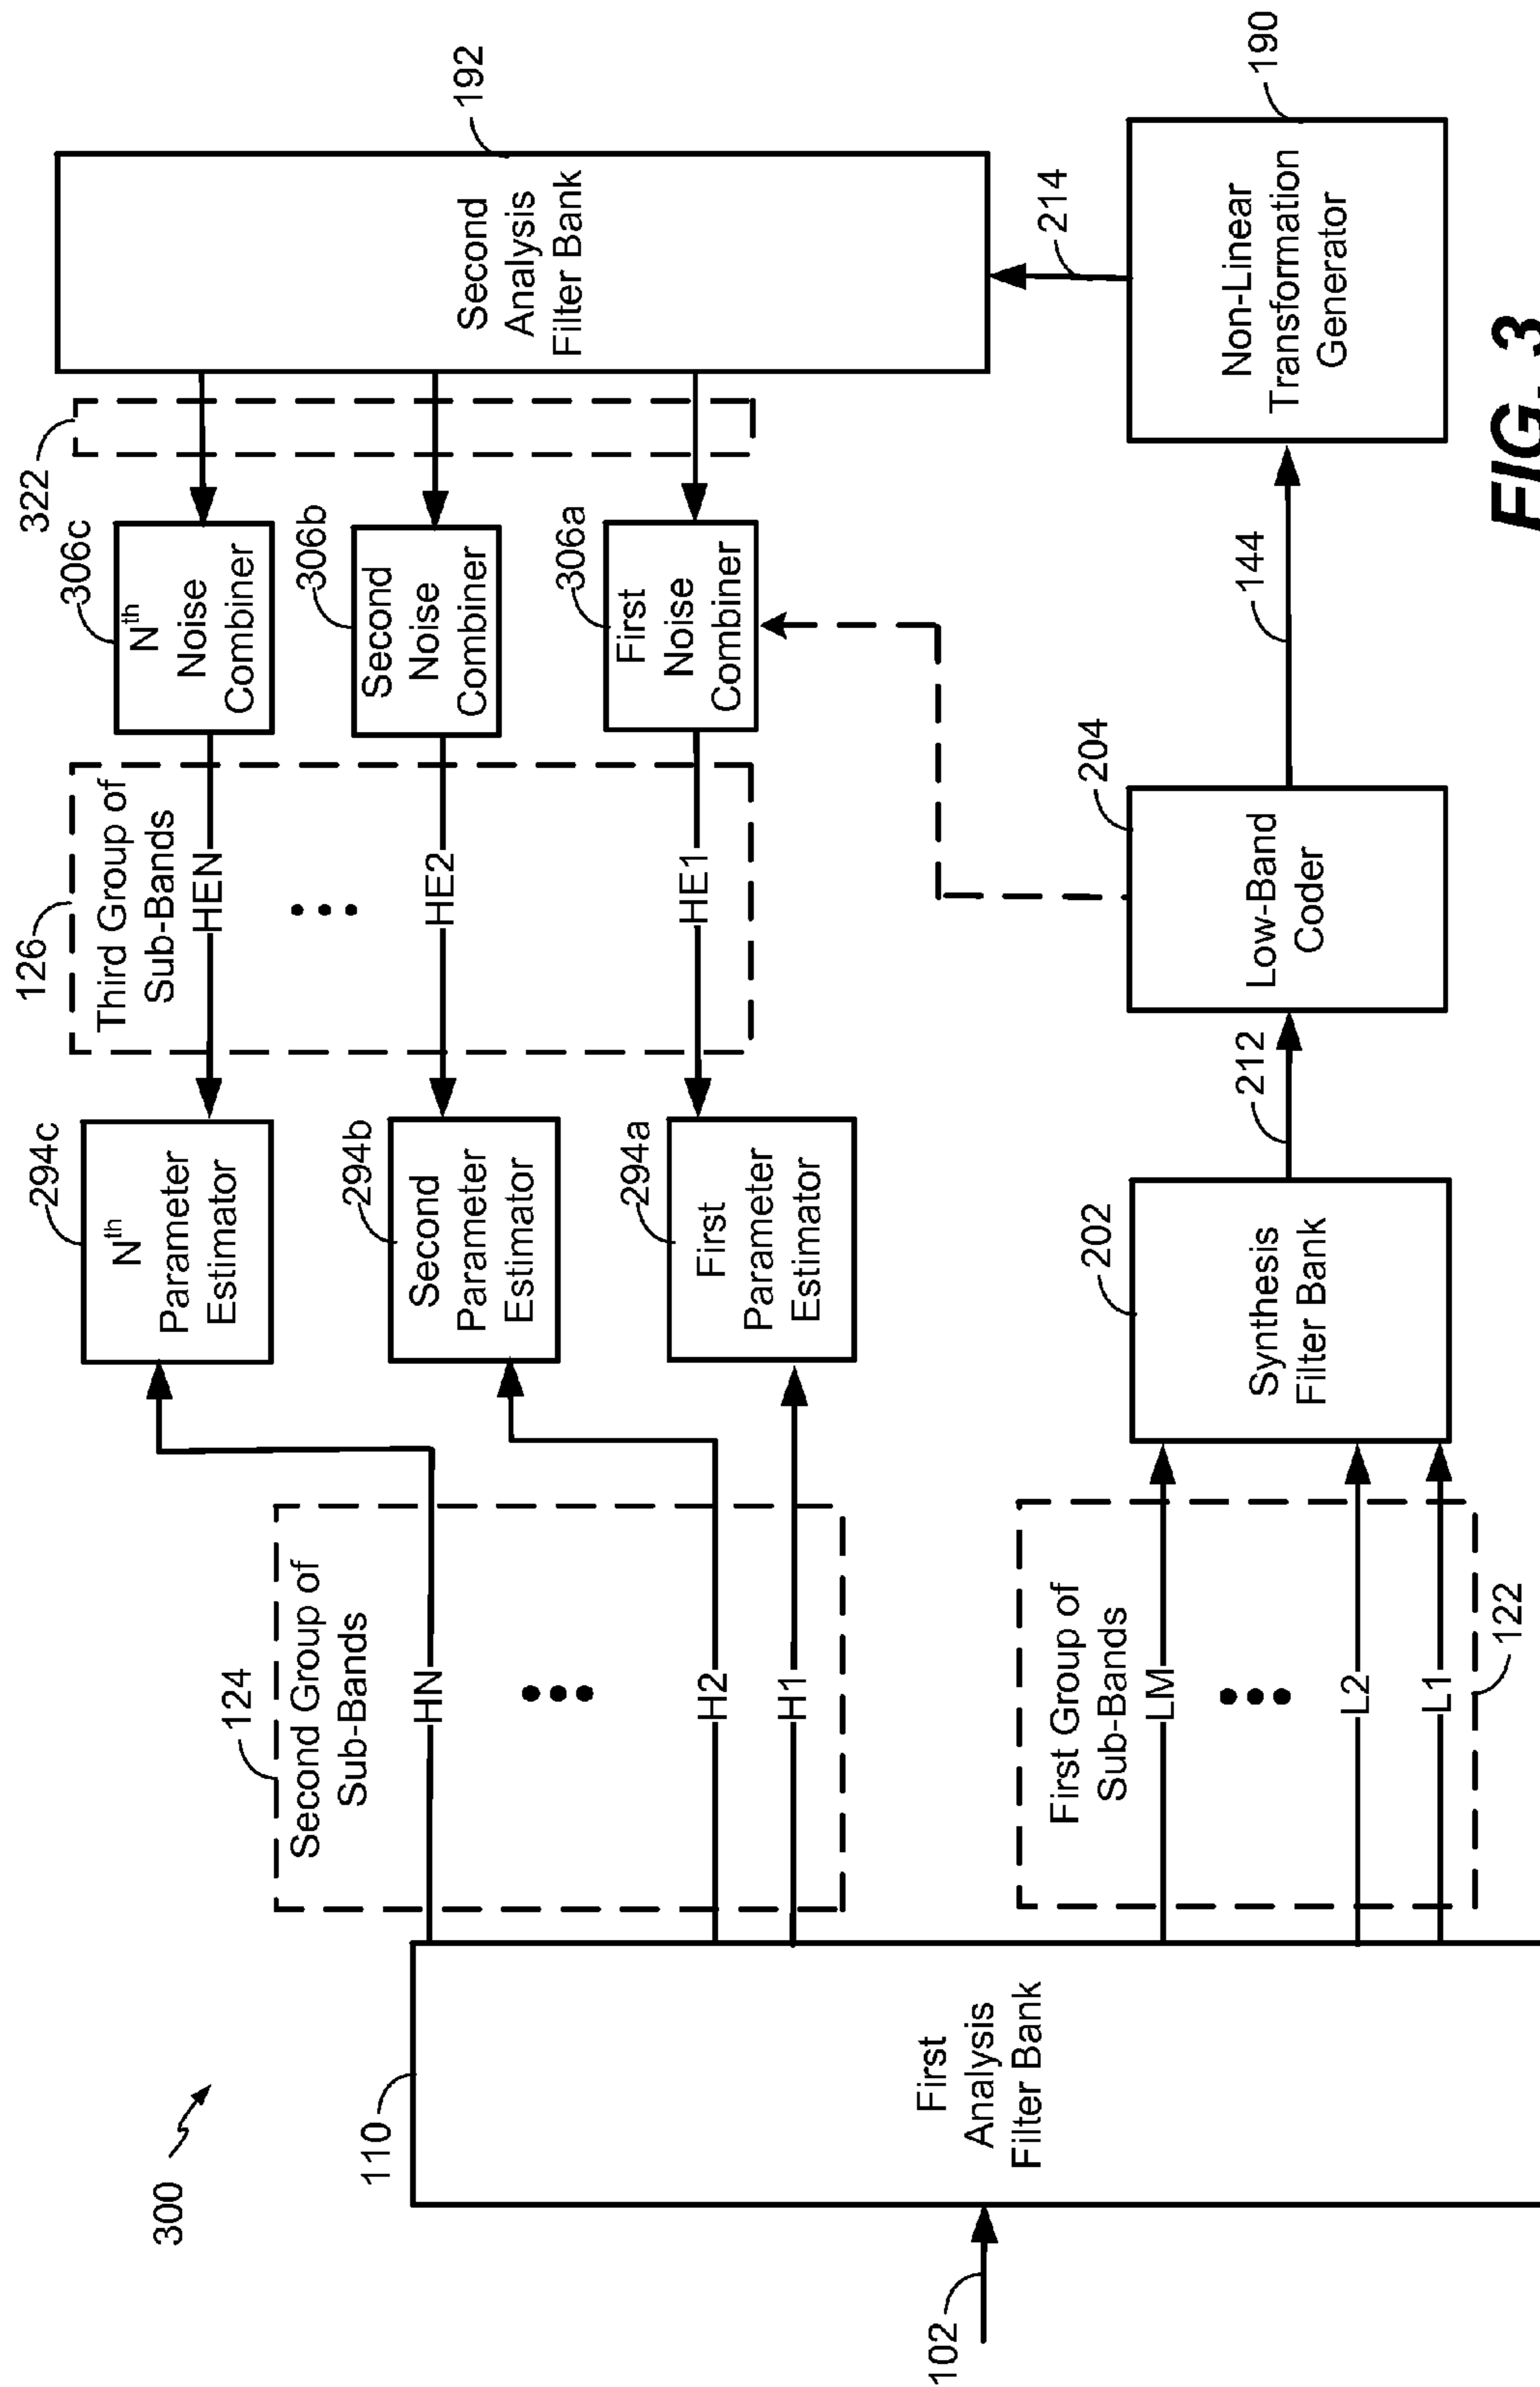 300
102
110
First
Analysis
Filter Bank
124
Second Group of
Sub-Bands
HN
H2
H1
First Group of
Sub-Bands
LM
L2
L1
122
294c
Nth
Parameter
Estimator
294b
Second
Parameter
Estimator
294a
First
Parameter
Estimator
202
Synthesis
Filter Bank
212
126
Third Group of
Sub-Bands
HEN
HE2
HE1
204
Low-Band
Coder
144
322
306c
Nth
Noise
Combiner
306b
Second
Noise
Combiner
306a
First
Noise
Combiner
192
Second
Analysis
Filter Bank
214
190
Non-Linear
Transformation
Generator
FIG. 3